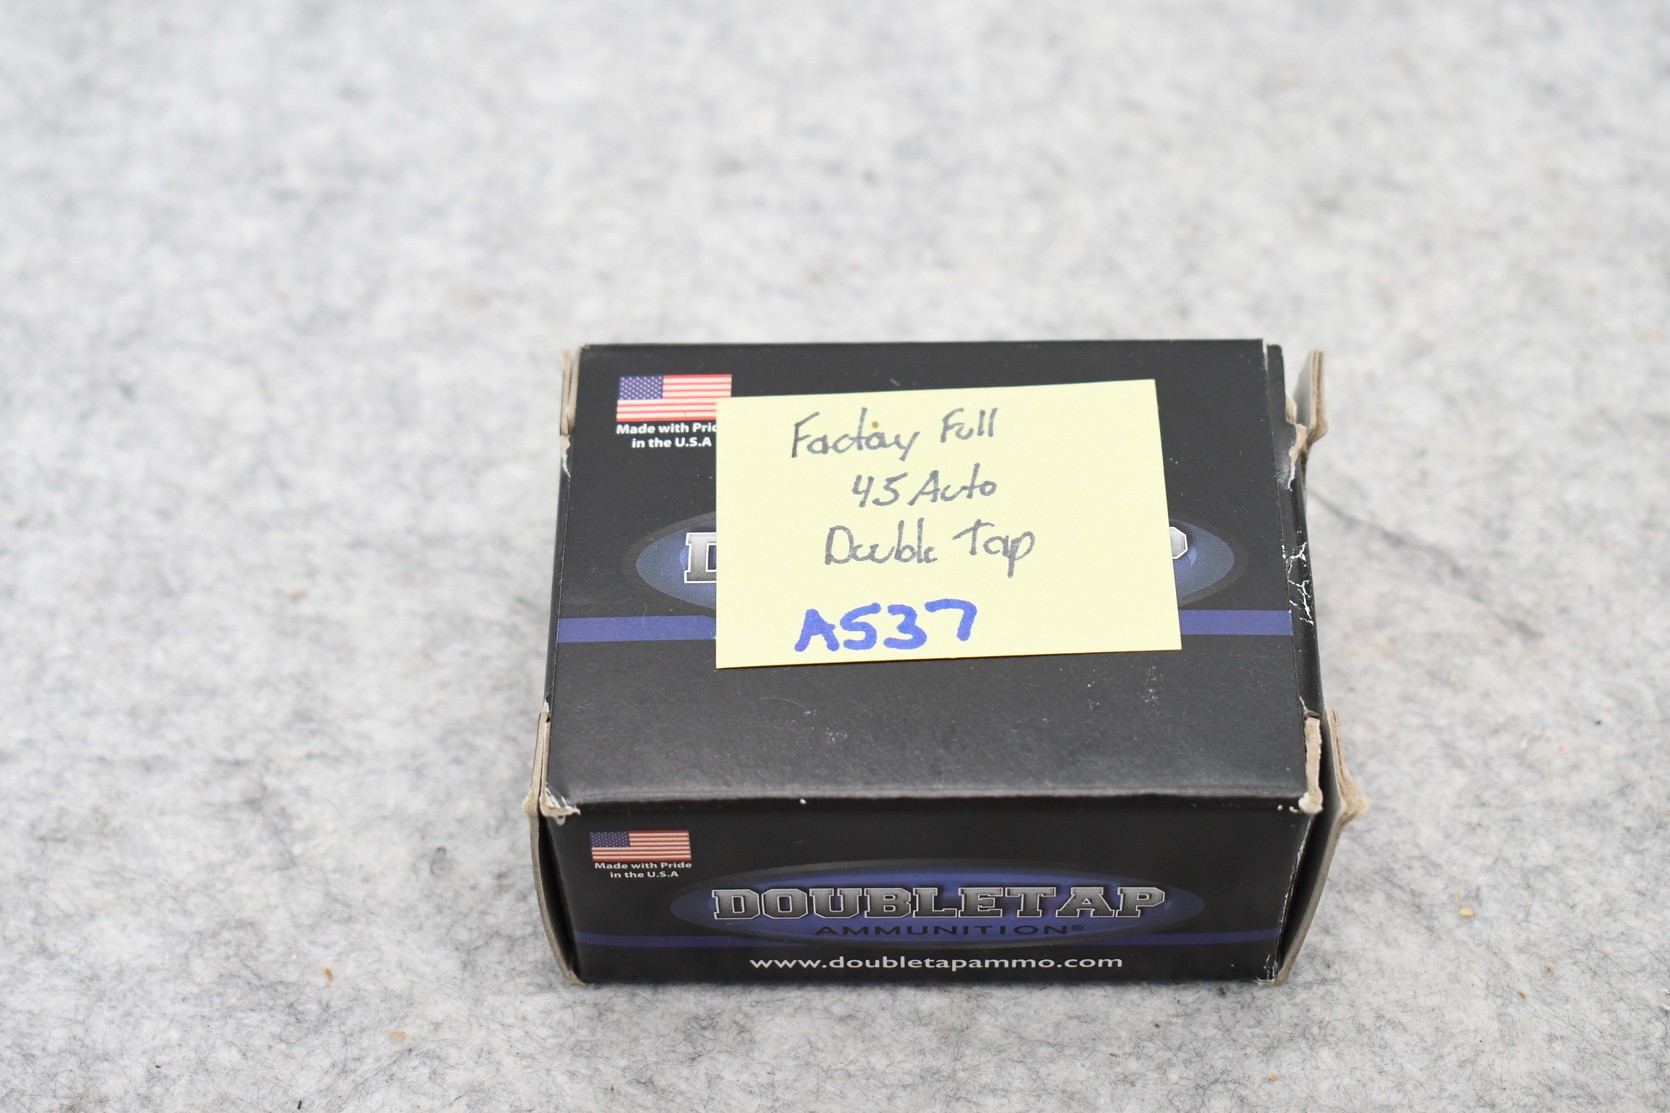 Made with Prid
in the U.S.A
Factory Full
45 Auto
Double Tap
A537
D P
Made with Pride
in the U.S.A
DOUBLETAP
AMMUNITION®
www.doubletapammo.com